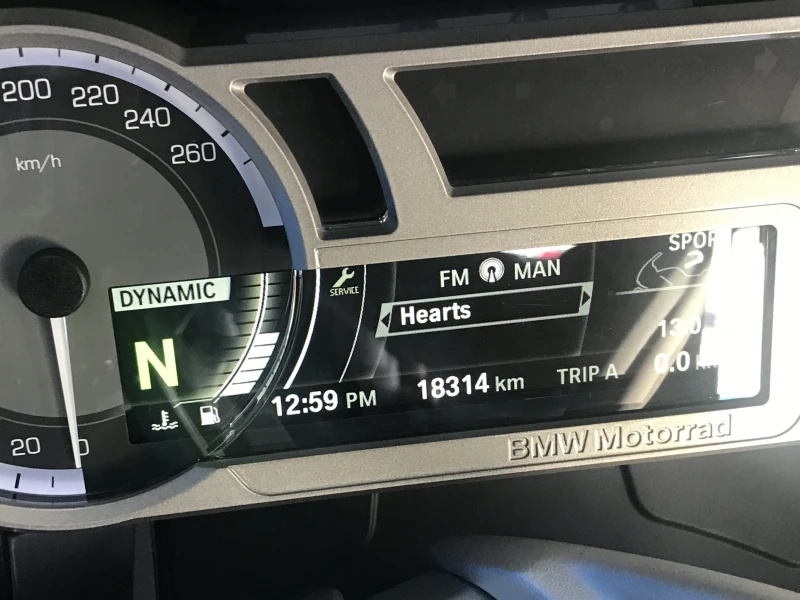 200
220
240
260
km/h
20
DYNAMIC
N
SERVICE
FM MAN
Hearts
12:59 PM
18314 km
TRIP A
0.0
BMW Motorrad